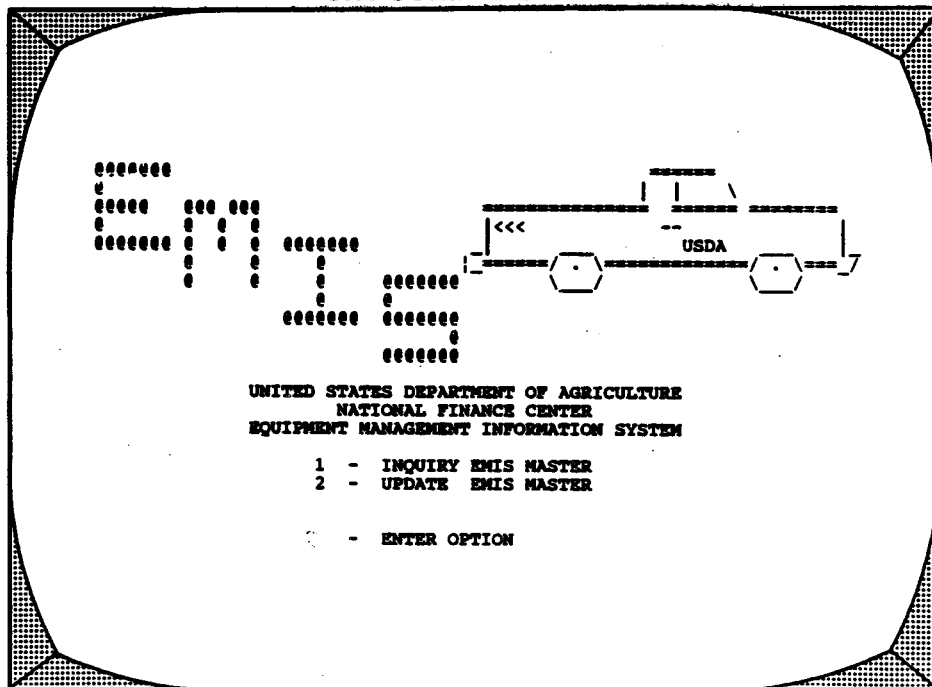 EMIS
<<<
--
USDA
UNITED STATES DEPARTMENT OF AGRICULTURE
NATIONAL FINANCE CENTER
EQUIPMENT MANAGEMENT INFORMATION SYSTEM
1 - INQUIRY EMIS MASTER
2 - UPDATE EMIS MASTER
- ENTER OPTION